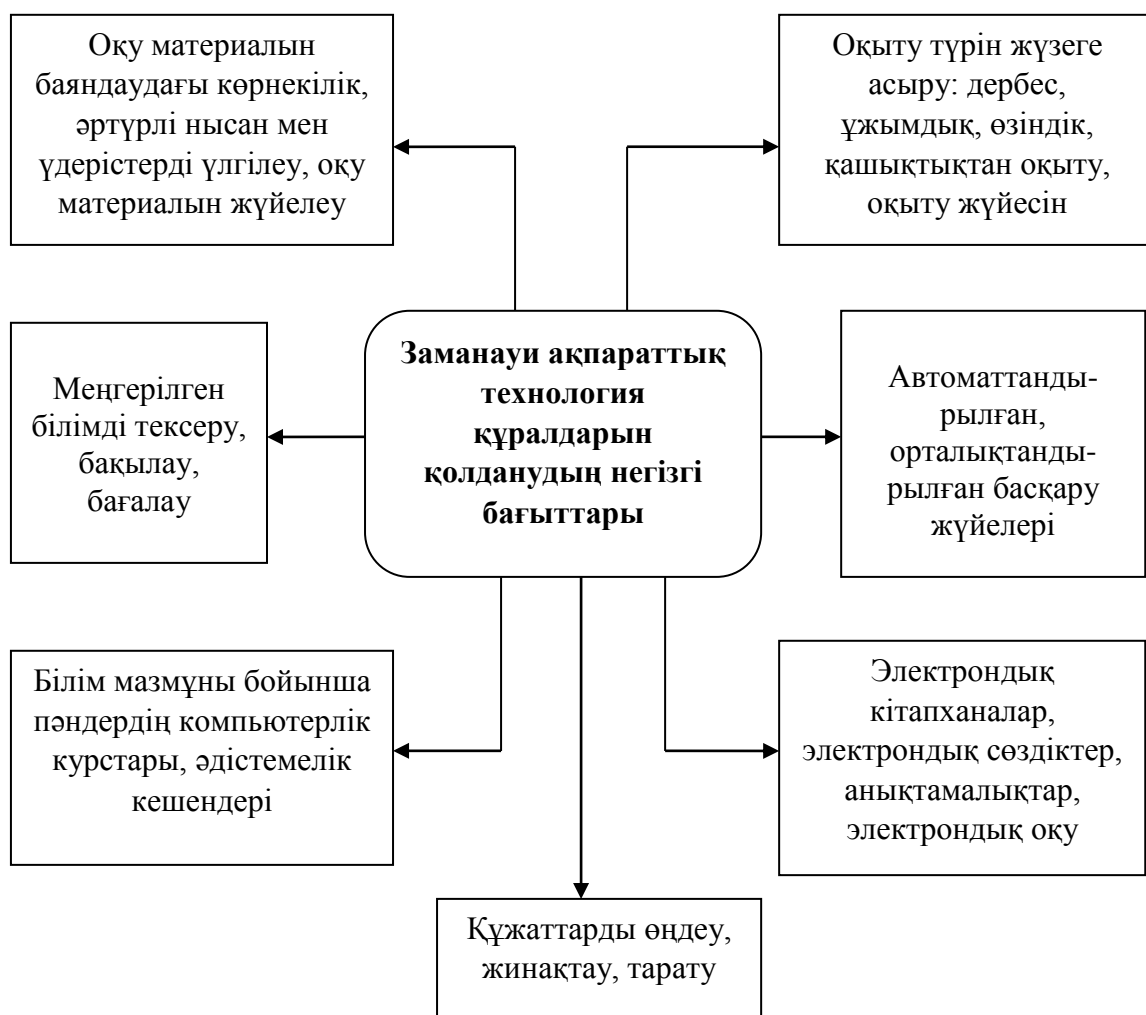 Оқу материалын
баяндаудағы көрнекілік,
әртүрлі нысан мен
үдерістерді үлгілеу, оқу
материалын жүйелеу
Оқыту түрін жүзеге
асыру: дербес,
ұжымдық, өзіндік,
қашықтықтан оқыту,
оқыту жүйесін
Меңгерілген
білімді тексеру,
бақылау,
бағалау
Заманауи ақпараттық
технология
құралдарын
қолданудың негізгі
бағыттары
Автоматтанды-
рылған,
орталықтанды-
рылған басқару
жүйелері
Білім мазмұны бойынша
пәндердің компьютерлік
курстары, әдістемелік
кешендері
Электрондық
кітапханалар,
электрондық сөздіктер,
анықтамалықтар,
электрондық оқу
Құжаттарды өңдеу,
жинақтау, тарату